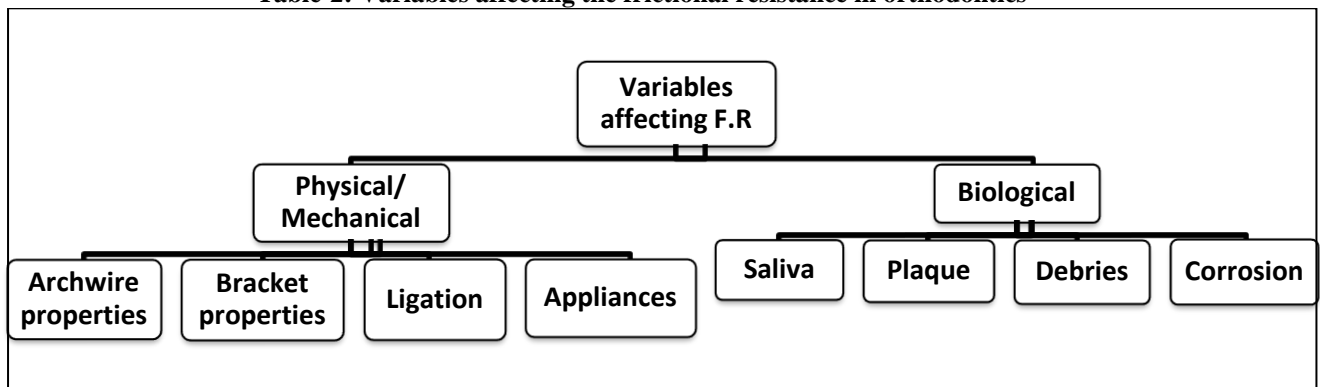 Table 2: Variables affecting the frictional resistance in orthodontics
Variables
affecting F.R
Physical/
Mechanical
Biological
Archwire
properties
Bracket
properties
Ligation
Appliances
Saliva
Plaque
Debries
Corrosion